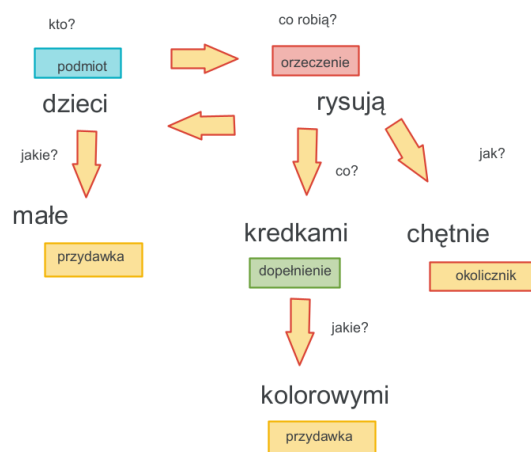 kto?
co robią?
podmiot
orzeczenie
dzieci
rysują
jakie?
co?
jak?
małe
przydawka
kredkami
chętnie
dopełnienie
okolicznik
jakie?
kolorowymi
przydawka